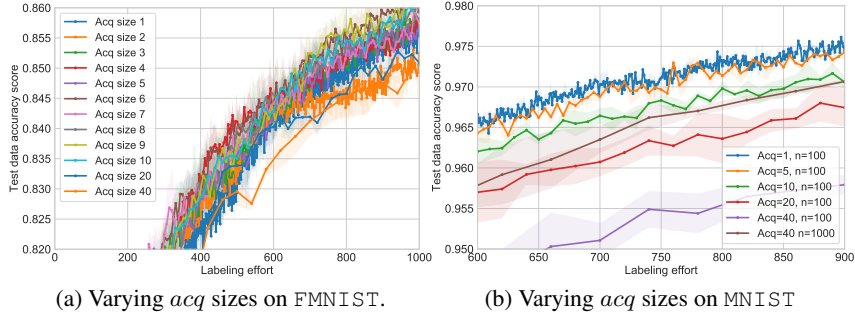 0.860
0.855
0.850
0.845
0.840
0.835
0.830
0.825
0.820
Test data accuracy score
Acq size 1
Acq size 2
Acq size 3
Acq size 4
Acq size 5
Acq size 6
Acq size 7
Acq size 8
Acq size 9
Acq size 10
Acq size 20
Acq size 40
0 200 400 600 800 1000
Labeling effort
(a) Varying acq sizes on FMNIST.
0.980
0.975
0.970
0.965
0.960
0.955
0.950
Test data accuracy score
Acq=1, n=100
Acq=5, n=100
Acq=10, n=100
Acq=20, n=100
Acq=40, n=100
Acq=40 n=1000
600 650 700 750 800 850 900
Labeling effort
(b) Varying acq sizes on MNIST